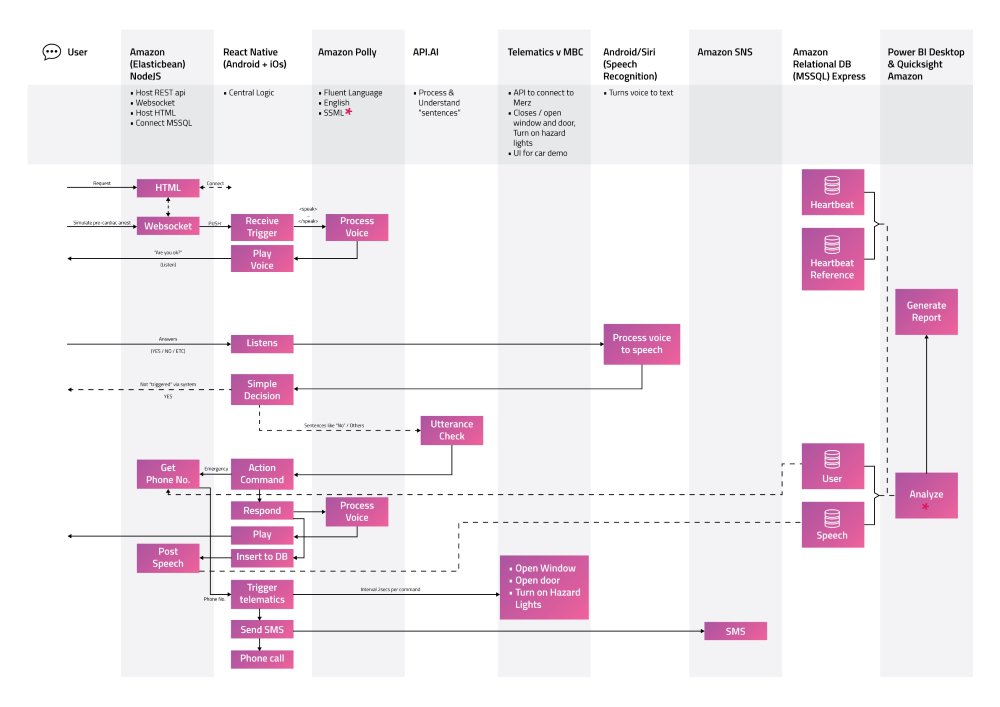 User
Amazon
(Elasticbean)
NodeJS
React Native
(Android + iOs)
Amazon Polly
API.AI
Telematics v MBC
Android/Siri
(Speech
Recognition)
Amazon SNS
Amazon
Relational DB
(MSSQL) Express
Power BI Desktop
& Quicksight
Amazon
• Host REST api
• Websocket
• Host HTML
• Connect MSSQL
• Central Logic
• Fluent Language
• English
• SSML*
• Process &
Understand
"sentences"
• API to connect to
Merz
• Closes / open
window and door,
Turn on hazard
lights
• UI for car demo
• Turns voice to text
Request
HTML
Connect
Heartbeat
Simulate pre-cardiac arrest
Websocket
PUSH
Receive
Trigger
<speak>
...
</speak>
Process
Voice
"Are you ok?"
(Listen)
Play
Voice
Heartbeat
Reference
Generate
Report
Answers
(YES / NO / ETC)
Listens
Process voice
to speech
Not "triggered" via system
YES
Simple
Decision
Sentences like "No" / Others
Utterance
Check
Get
Phone No.
Emergency
Action
Command
User
Analyze
*
Respond
Process
Voice
Play
Speech
Post
Speech
Insert to DB
Phone No.
Trigger
telematics
Interval 2secs per command
• Open Window
• Open door
• Turn on Hazard
Lights
Send SMS
SMS
Phone call